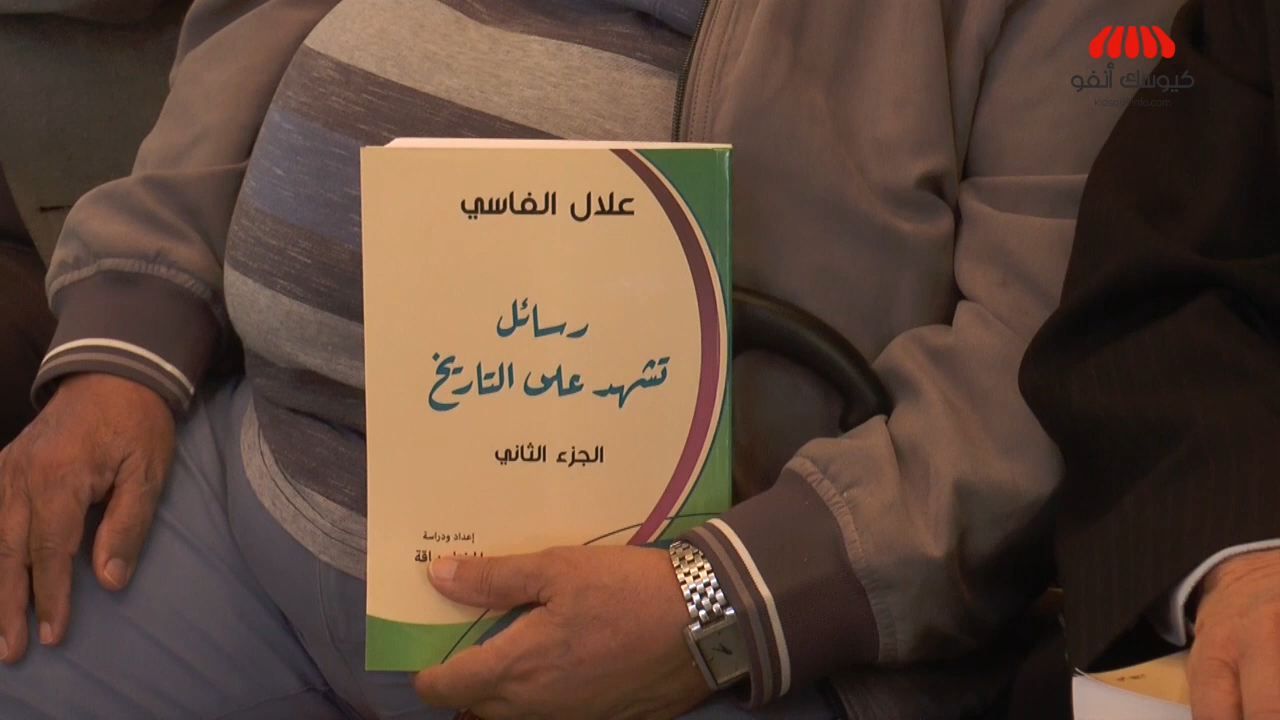 كيوسك أنفو
علال الفاسي
رسائل
تشهد على التاريخ
الجزء الثاني
إعداد ودراسة